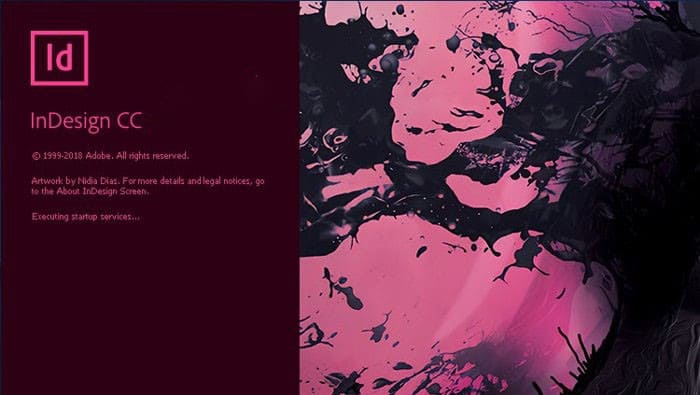 Id
InDesign CC
© 1999-2018 Adobe. All rights reserved.
Artwork by Nidia Dias. For more details and legal notices, go
to the About InDesign Screen.
Executing startup services...